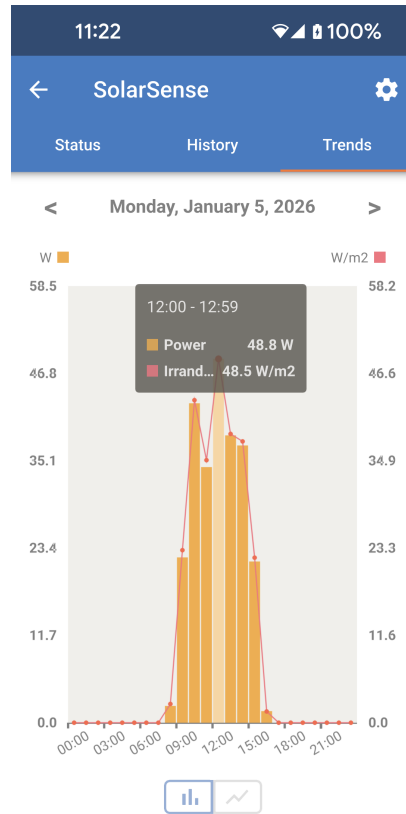 11:22 100%
SolarSense
Status History Trends
< Monday, January 5, 2026 >
W W/m2
58.5 58.2
12:00 - 12:59
Power 48.8 W
Irrand... 48.5 W/m2
46.8 46.6
35.1 34.9
23.4 23.3
11.7 11.6
0.0 0.0
00:00 03:00 06:00 09:00 12:00 15:00 18:00 21:00